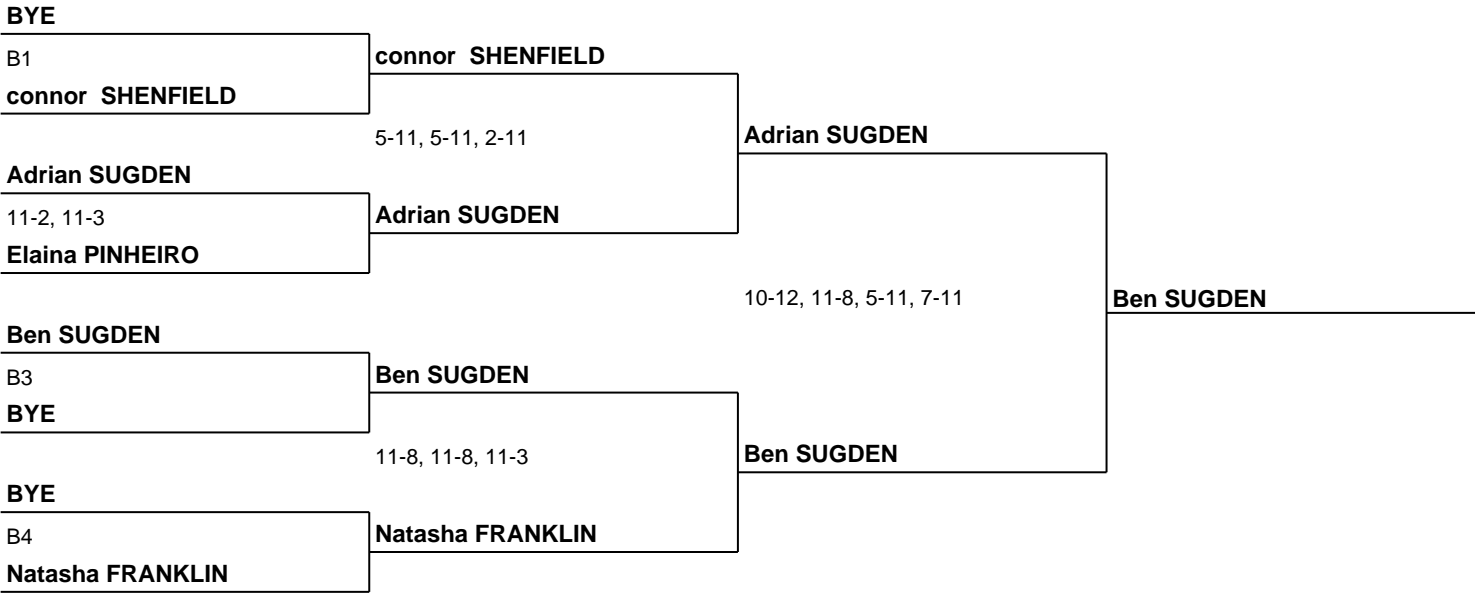 BYE
B1
connor  SHENFIELD
connor  SHENFIELD
5-11, 5-11, 2-11
Adrian SUGDEN
Adrian SUGDEN
11-2, 11-3
Adrian SUGDEN
Elaina PINHEIRO
10-12, 11-8, 5-11, 7-11
Ben SUGDEN
Ben SUGDEN
B3
Ben SUGDEN
BYE
11-8, 11-8, 11-3
Ben SUGDEN
BYE
B4
Natasha FRANKLIN
Natasha FRANKLIN